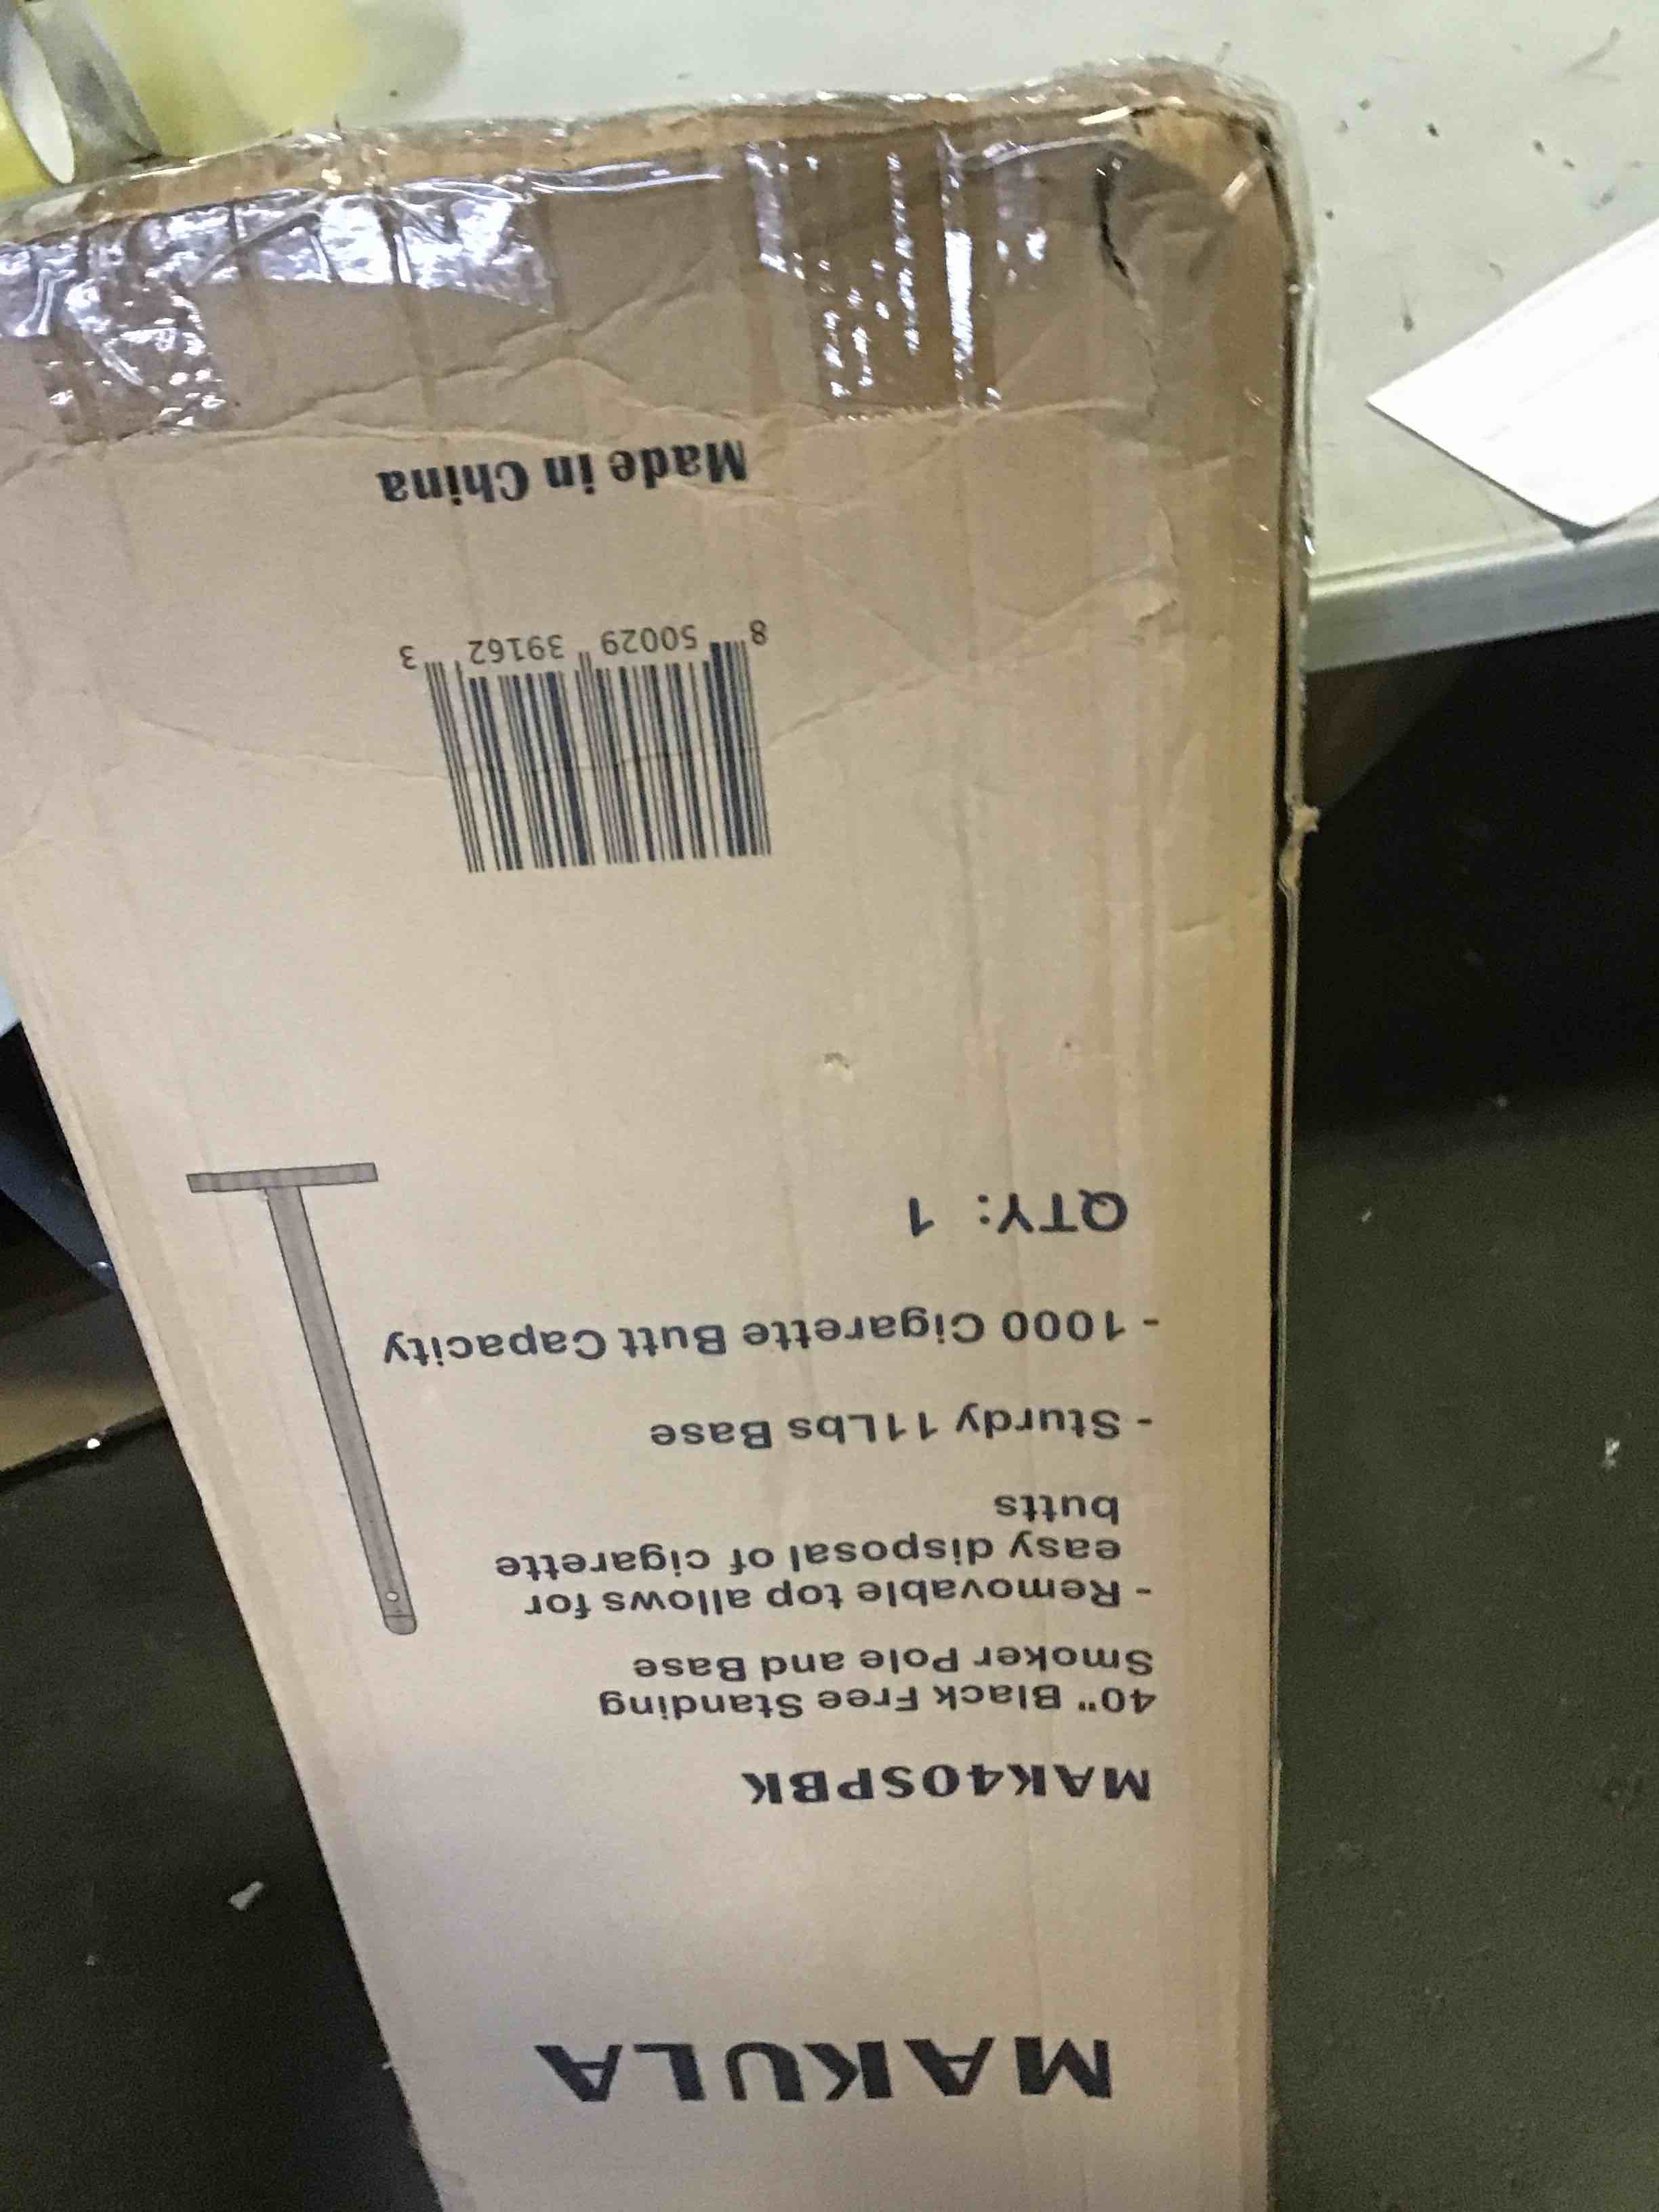 MAKULA
MAK40SPBK
40" Black Free Standing
Smoker Pole and Base
- Removable top allows for
easy disposal of cigarette
butts
- Sturdy 11Lbs Base
- 1000 Cigarette Butt Capacity
QTY: 1
8 50029 39162 3
Made in China